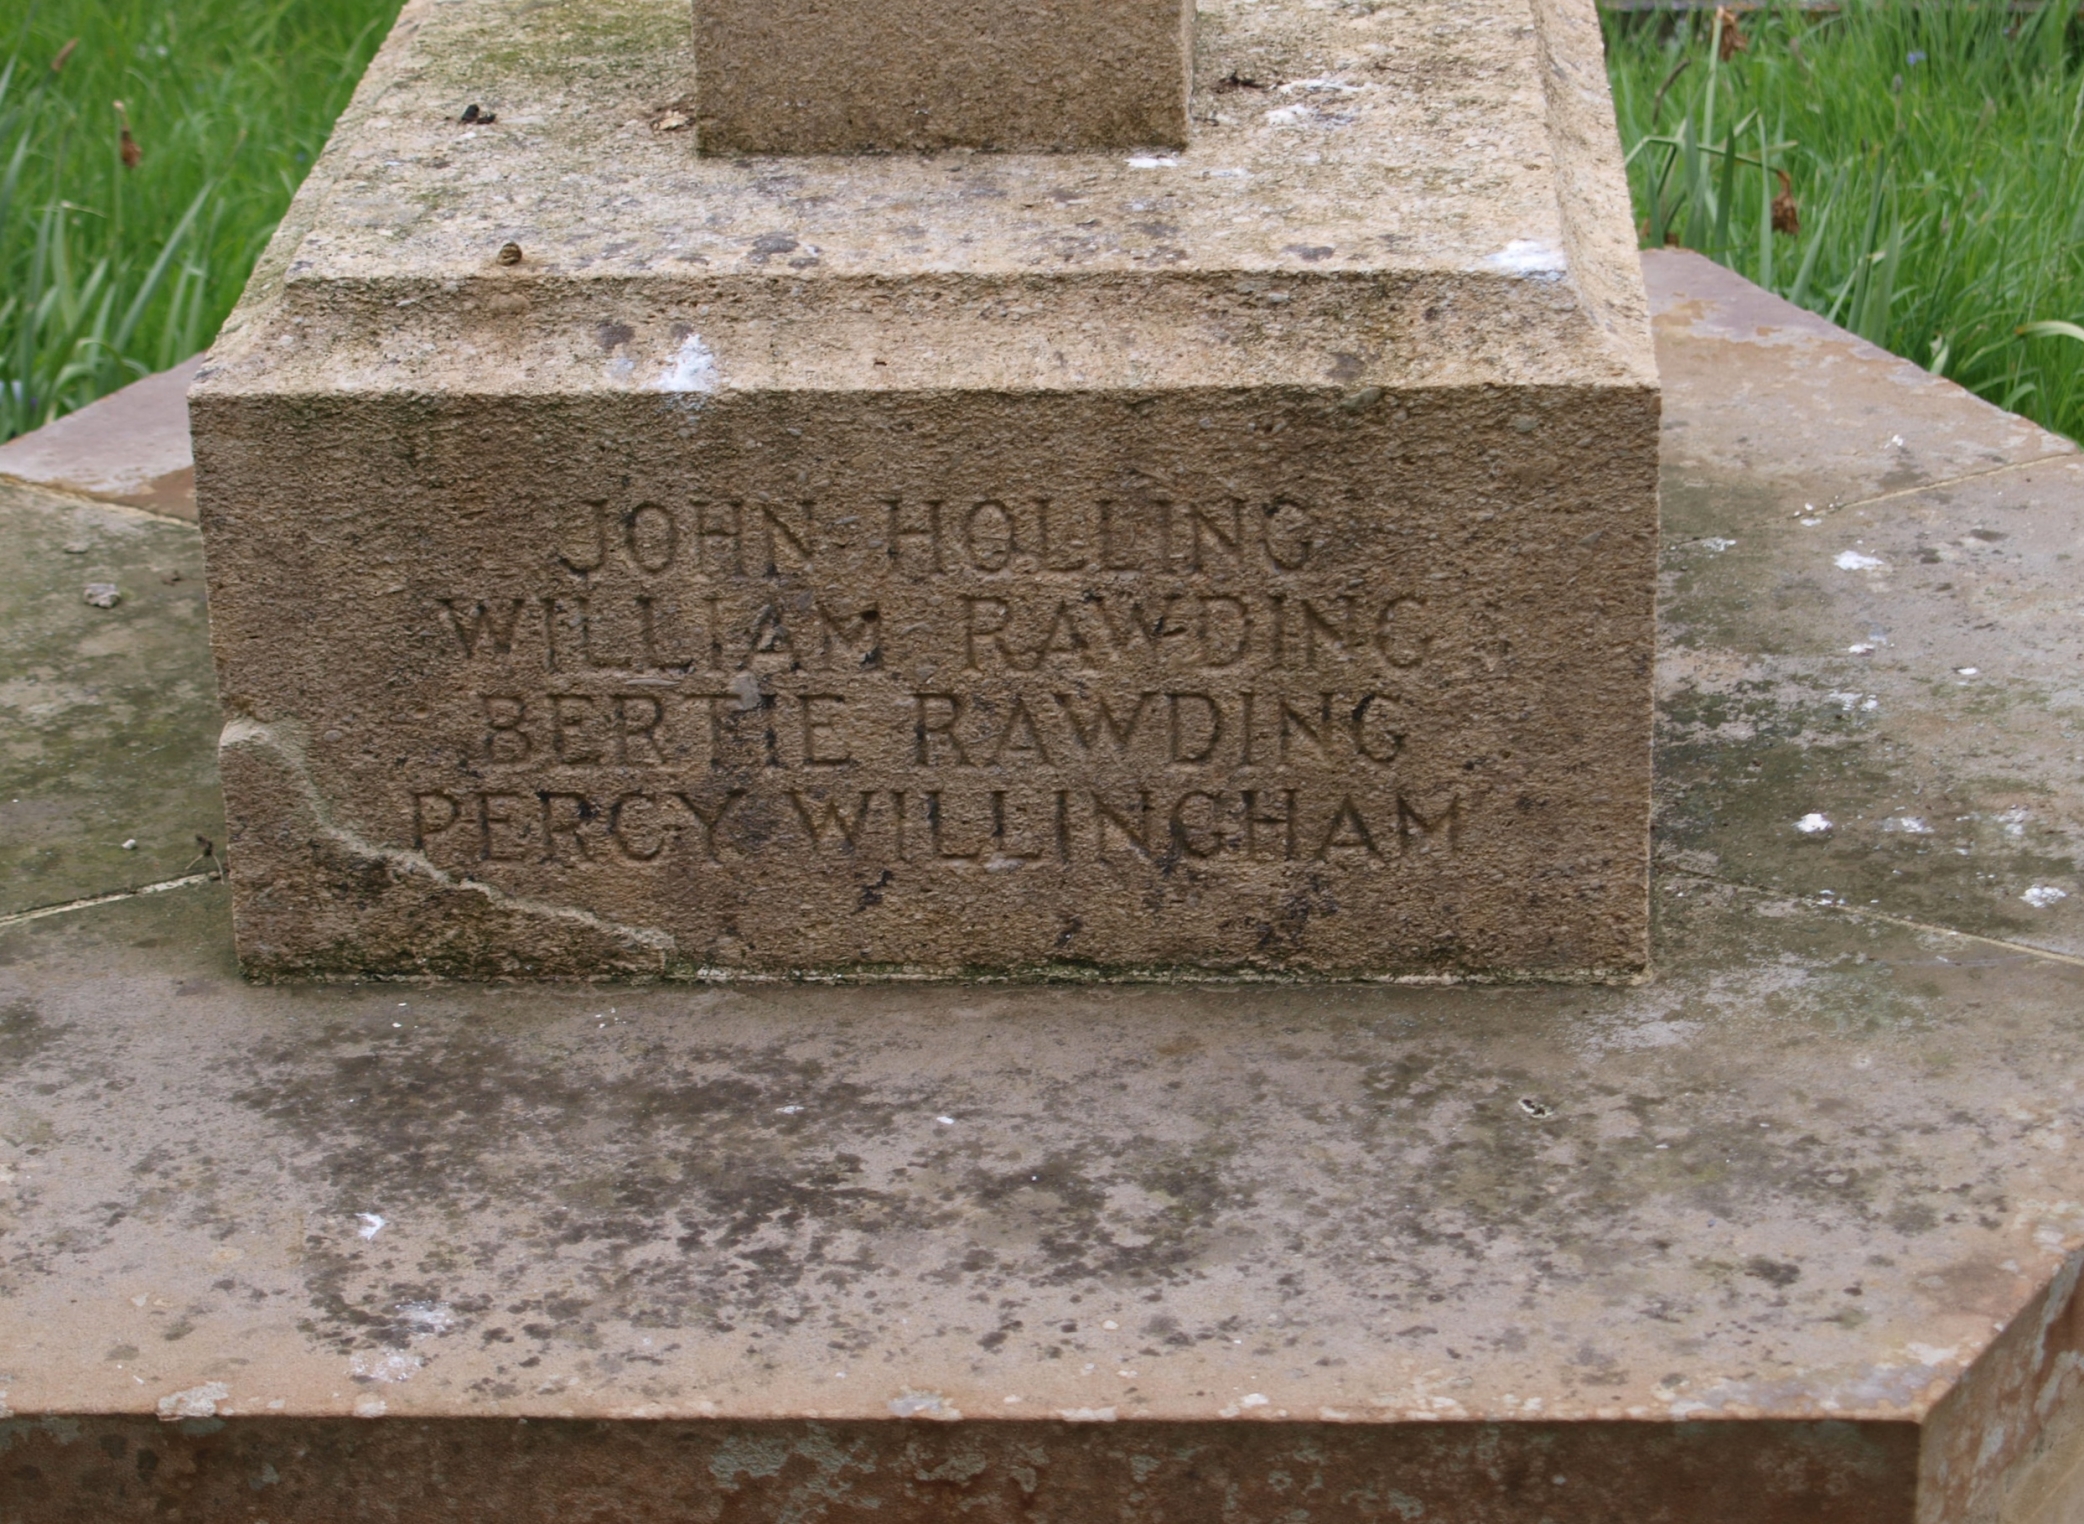 JOHN HOLLING
WILLIAM RAWDING
BERTIE RAWDING
PERCY WILLINGHAM